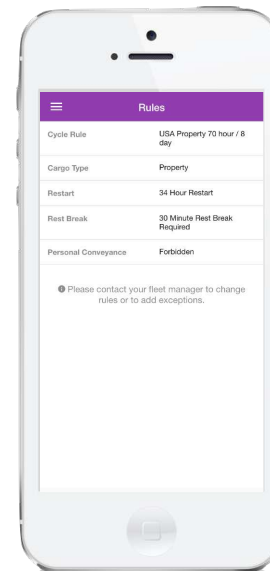 Rules
Cycle Rule USA Property 70 hour / 8
day
Cargo Type Property
Restart 34 Hour Restart
Rest Break 30 Minute Rest Break
Required
Personal Conveyance Forbidden
Please contact your fleet manager to change
rules or to add exceptions.